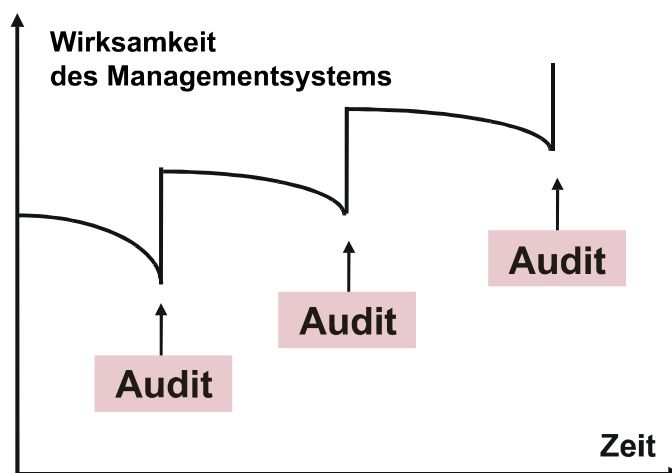 Wirksamkeit
des Managementsystems
Audit
Audit
Audit
Zeit